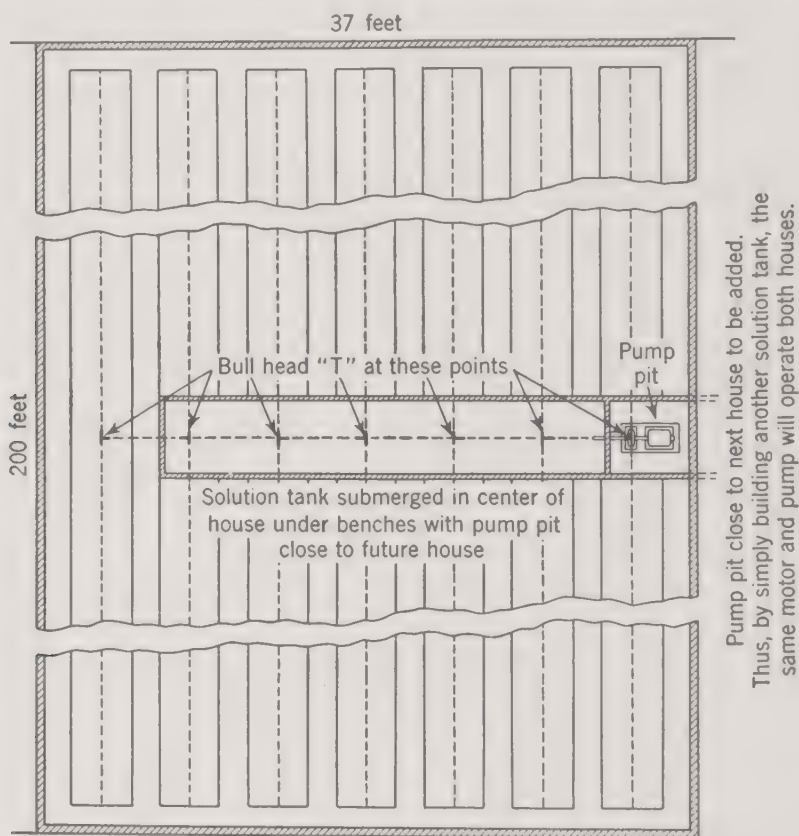 37 feet
200 feet
Bull head "T" at these points
Pump
pit
Solution tank submerged in center of
house under benches with pump pit
close to future house
Pump pit close to next house to be added.
Thus, by simply building another solution tank, the
same motor and pump will operate both houses.